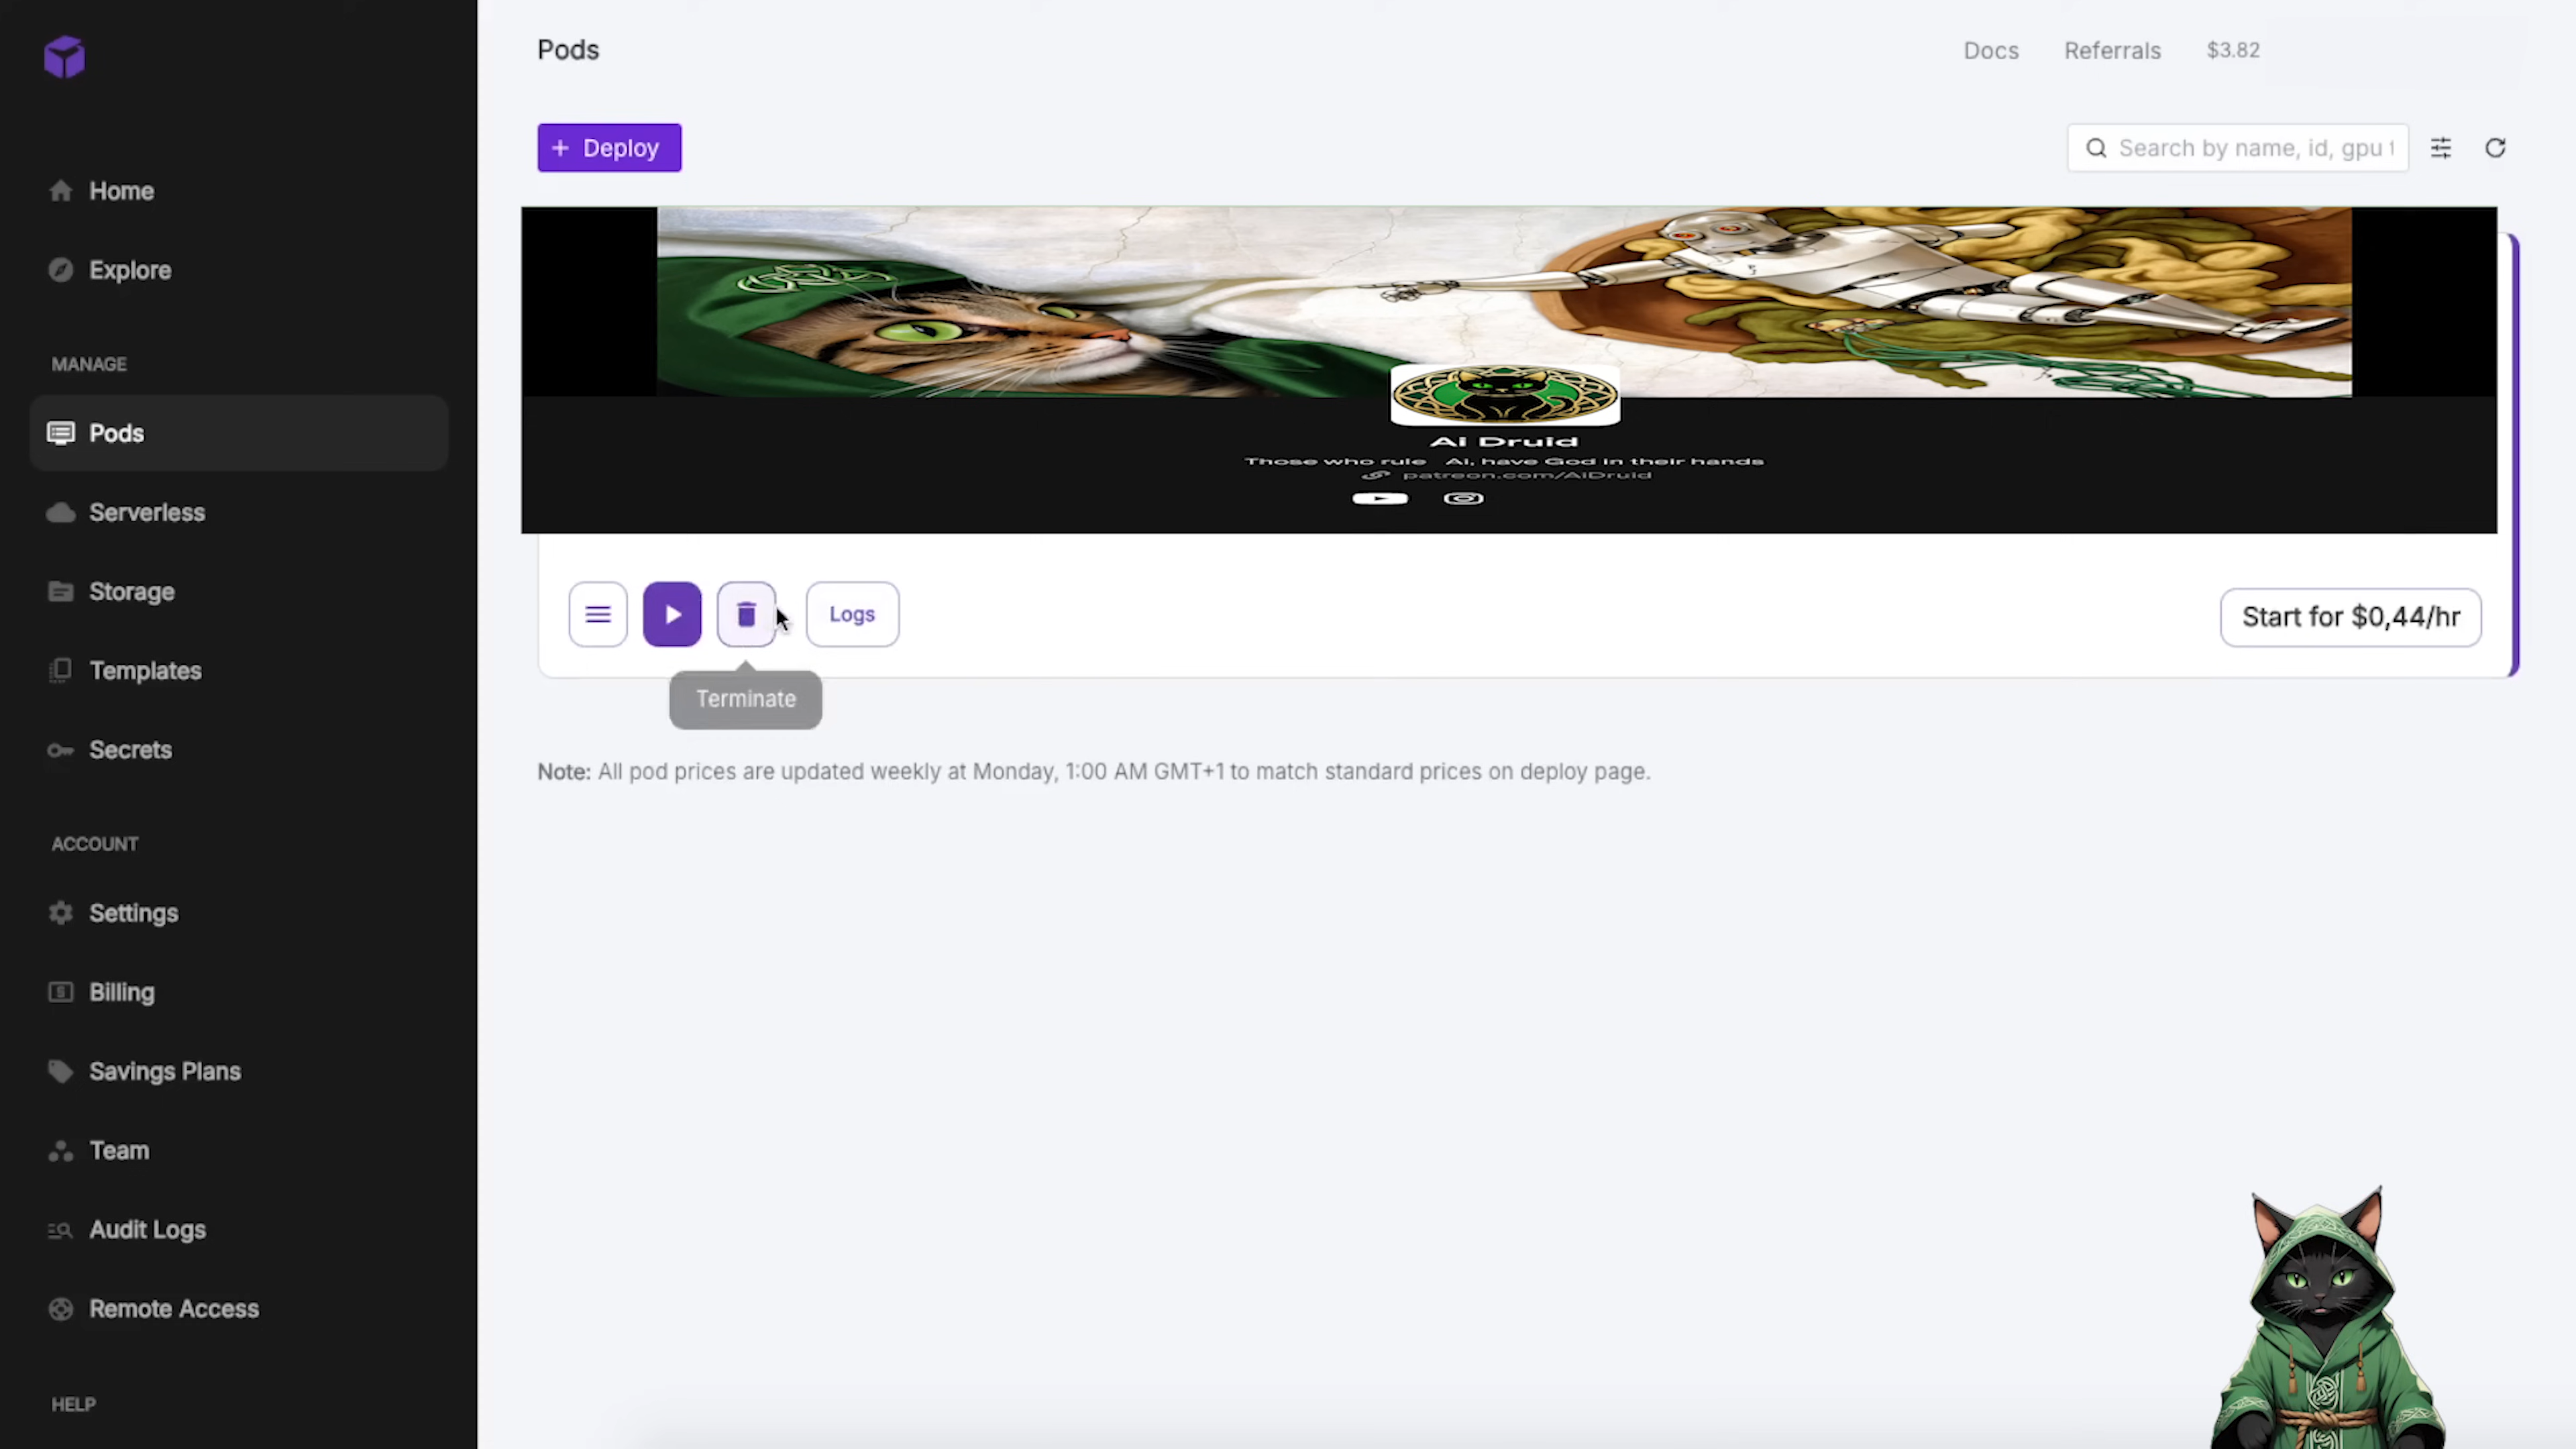 Pods
Docs
Referrals
$3.82
+ Deploy
Search by name, id, gpu t
Home
Explore
MANAGE
Pods
Serverless
Storage
Templates
Secrets
ACCOUNT
Settings
Billing
Savings Plans
Team
Audit Logs
Remote Access
HELP
Ai Druid
Those who rule Ai, have God in their hands
patreon.com/AiDruid
Logs
Start for $0,44/hr
Terminate
Note: All pod prices are updated weekly at Monday, 1:00 AM GMT+1 to match standard prices on deploy page.